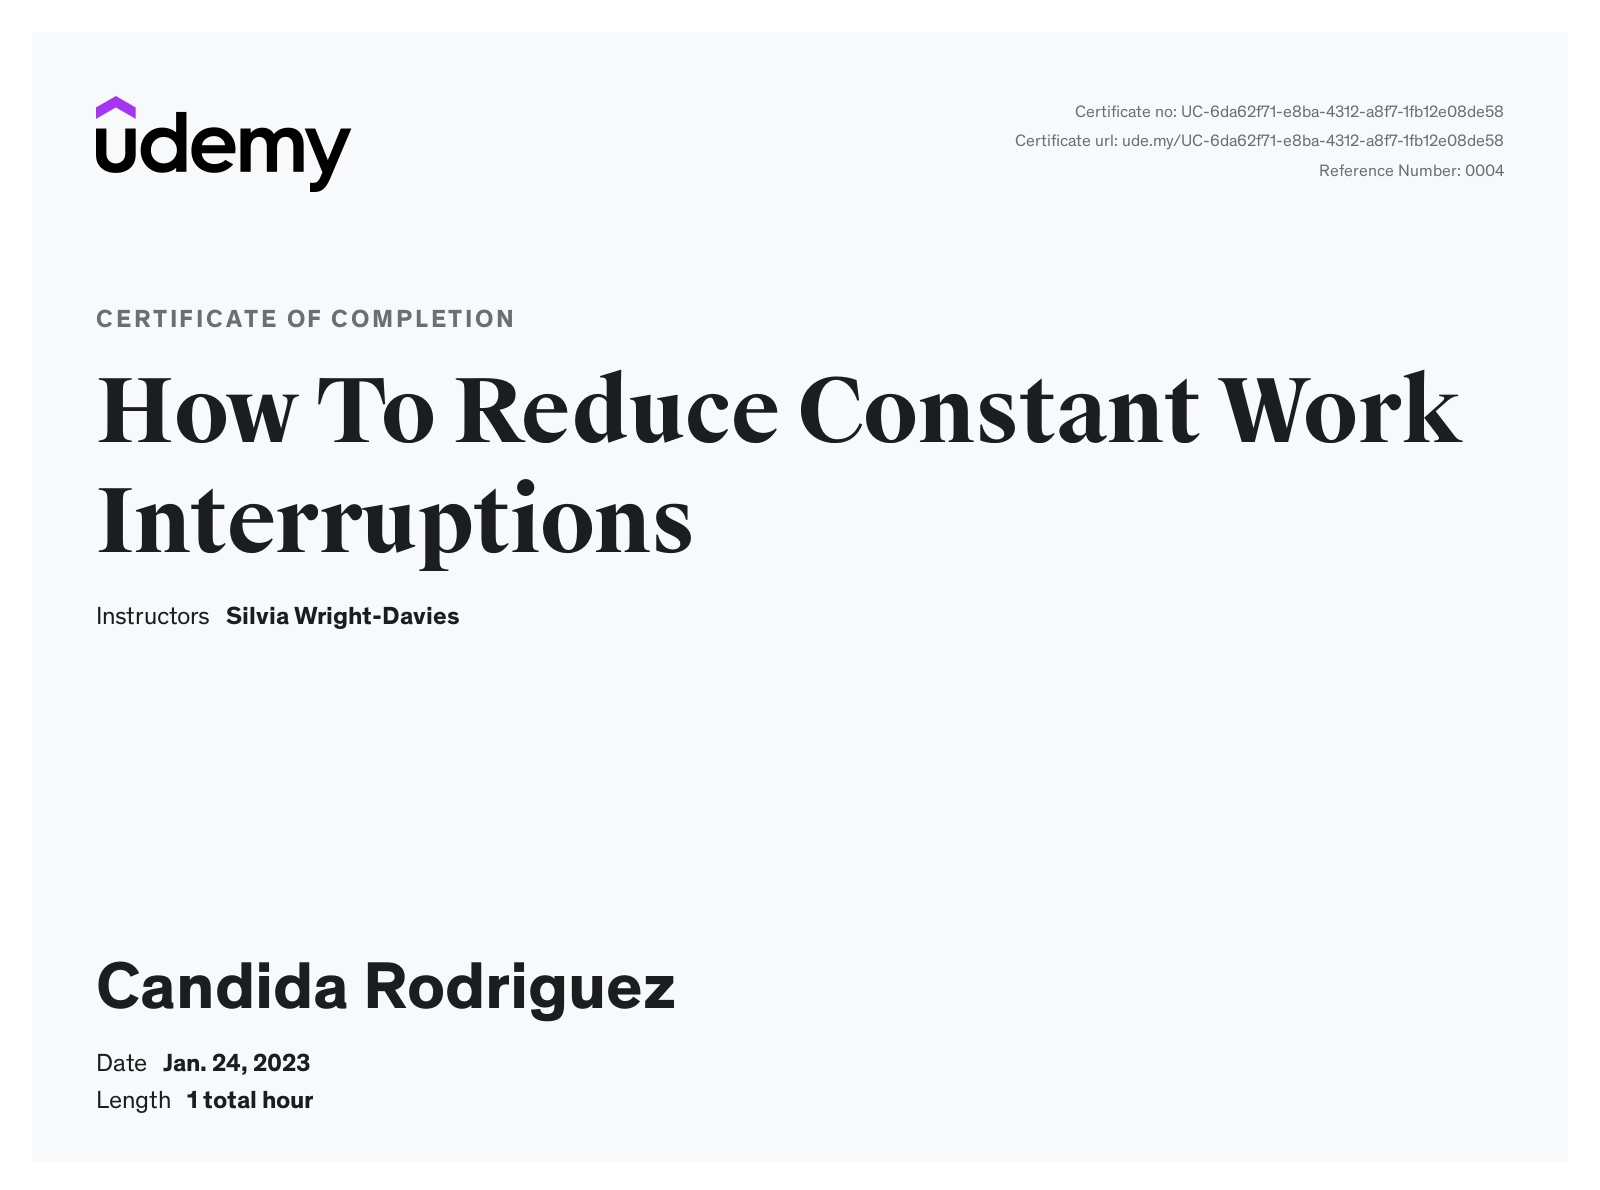 udemy
Certificate no: UC-6da62f71-e8ba-4312-a8f7-1fb12e08de58
Certificate url: ude.my/UC-6da62f71-e8ba-4312-a8f7-1fb12e08de58
Reference Number: 0004
CERTIFICATE OF COMPLETION
How To Reduce Constant Work
Interruptions
Instructors Silvia Wright-Davies
Candida Rodriguez
Date Jan. 24, 2023
Length 1 total hour